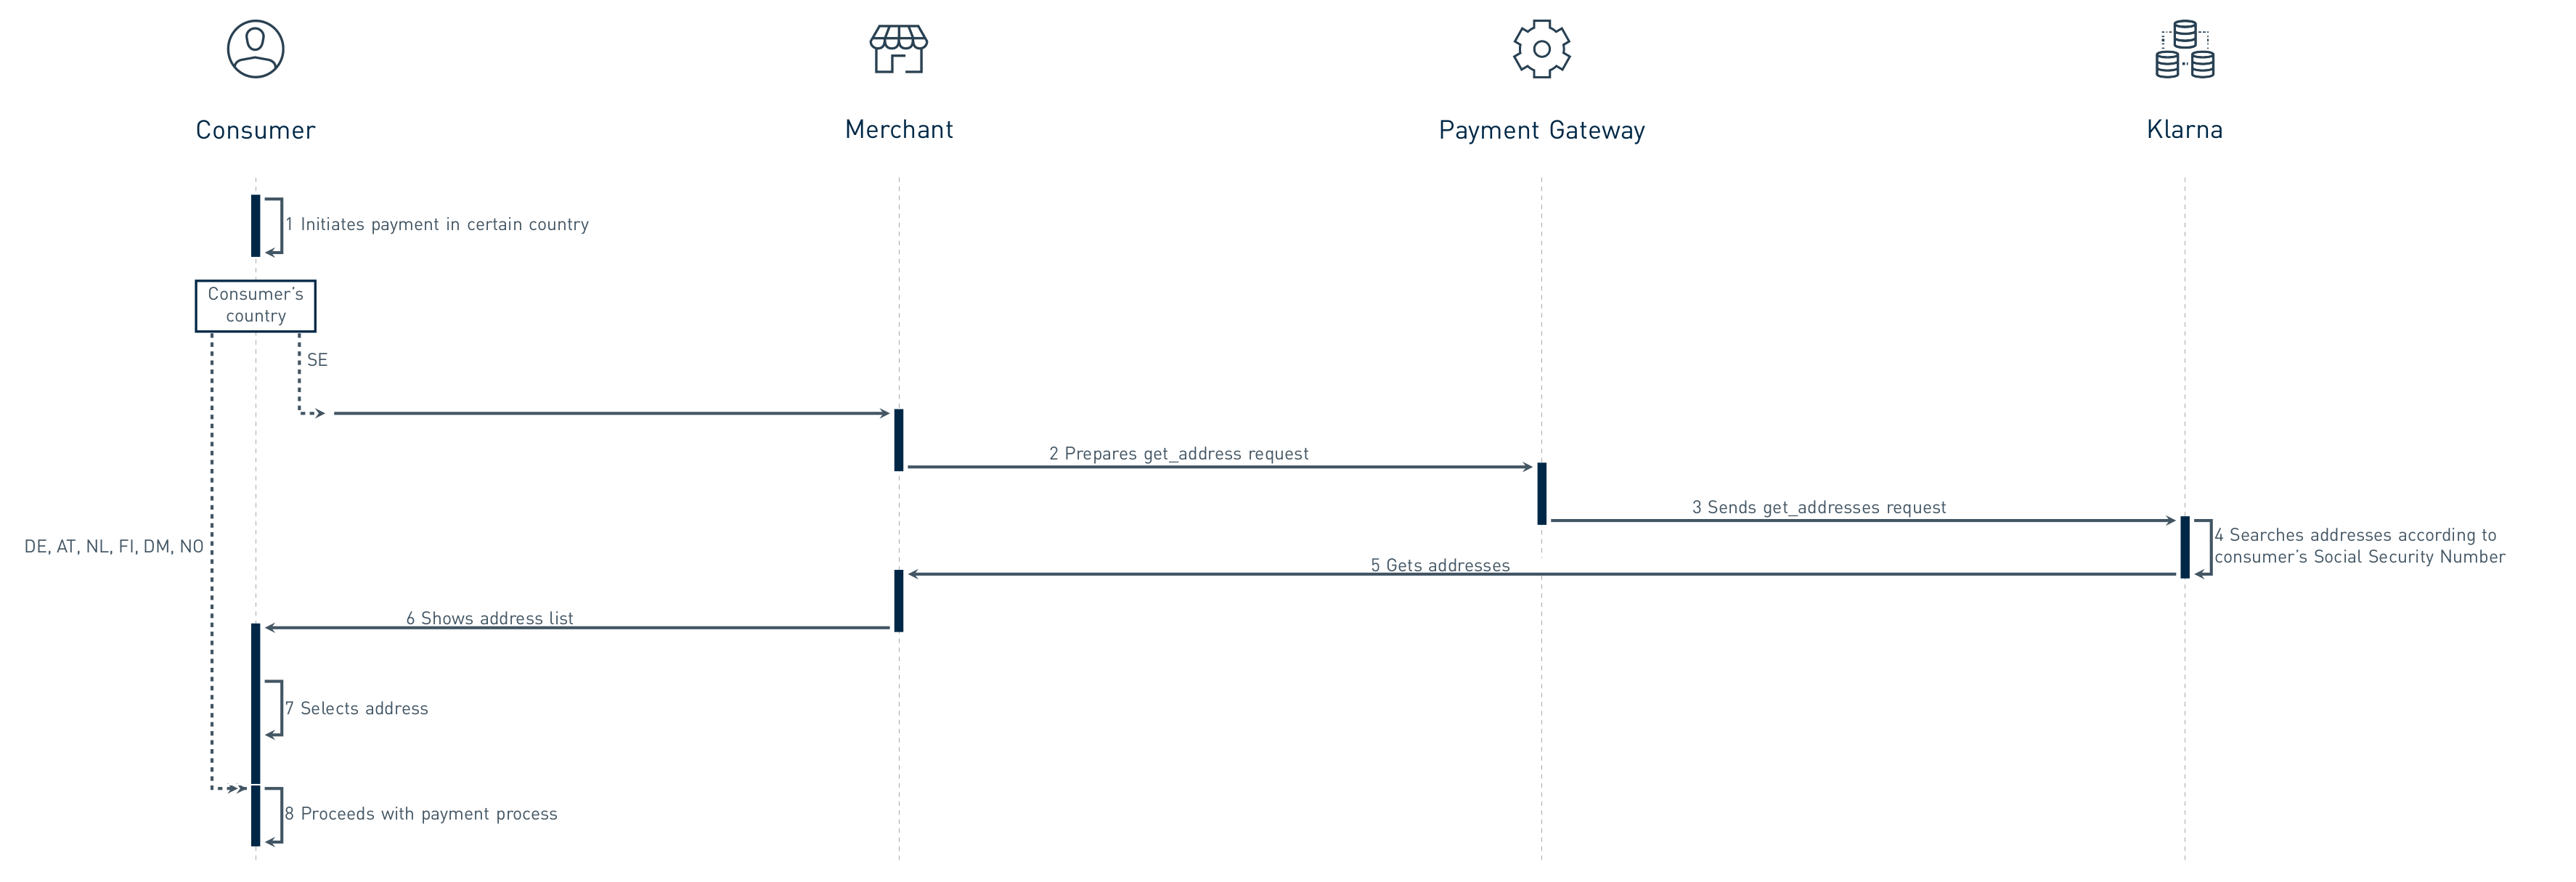 Consumer
Merchant
Payment Gateway
Klarna
1 Initiates payment in certain country
Consumer's
country
SE
2 Prepares get_address request
3 Sends get_addresses request
DE, AT, NL, FI, DM, NO
4 Searches addresses according to
consumer's Social Security Number
5 Gets addresses
6 Shows address list
7 Selects address
8 Proceeds with payment process